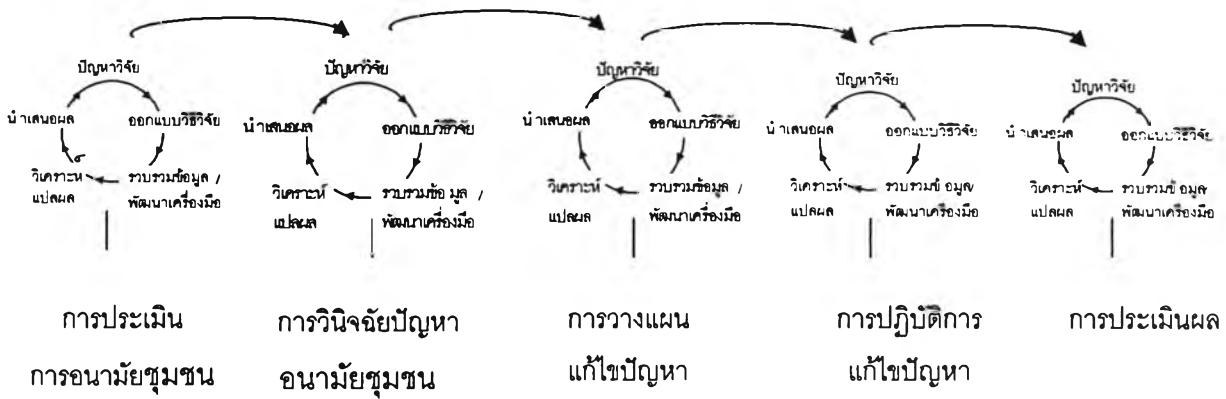 ปัญหาวิจัย
นำเสนอผล
ออกแบบวิธีวิจัย
วิเคราะห์
แปลผล
รวบรวมข้อมูล /
พัฒนาเครื่องมือ
การประเมิน
การอนามัยชุมชน
ปัญหาวิจัย
นำเสนอผล
ออกแบบวิธีวิจัย
วิเคราะห์
แปลผล
รวบรวมข้อมูล /
พัฒนาเครื่องมือ
การวินิจฉัยปัญหา
อนามัยชุมชน
ปัญหาวิจัย
นำเสนอผล
ออกแบบวิธีวิจัย
วิเคราะห์
แปลผล
รวบรวมข้อมูล /
พัฒนาเครื่องมือ
การวางแผน
แก้ไขปัญหา
ปัญหาวิจัย
นำเสนอผล
ออกแบบวิธีวิจัย
วิเคราะห์
แปลผล
รวบรวมข้อมูล/
พัฒนาเครื่องมือ
การปฏิบัติการ
แก้ไขปัญหา
ปัญหาวิจัย
นำเสนอผล
ออกแบบวิธีวิจัย
วิเคราะห์
แปลผล
รวบรวมข้อมูล/
พัฒนาเครื่องมือ
การประเมินผล